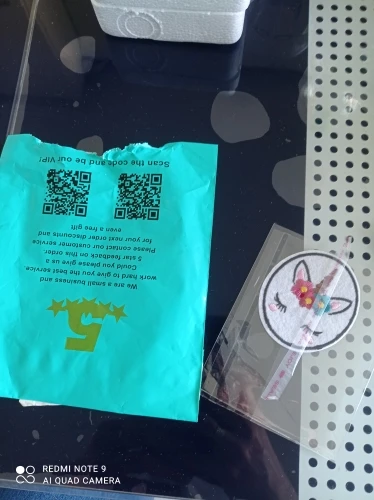 5
We are a small business and
work hard to give you the best service.
Could you please give us a
5 star feedback on this order.
Please contact our customer service
for your next order discounts and
even a free gift
Scan the code and be our VIP!
REDMI NOTE 9
AI QUAD CAMERA